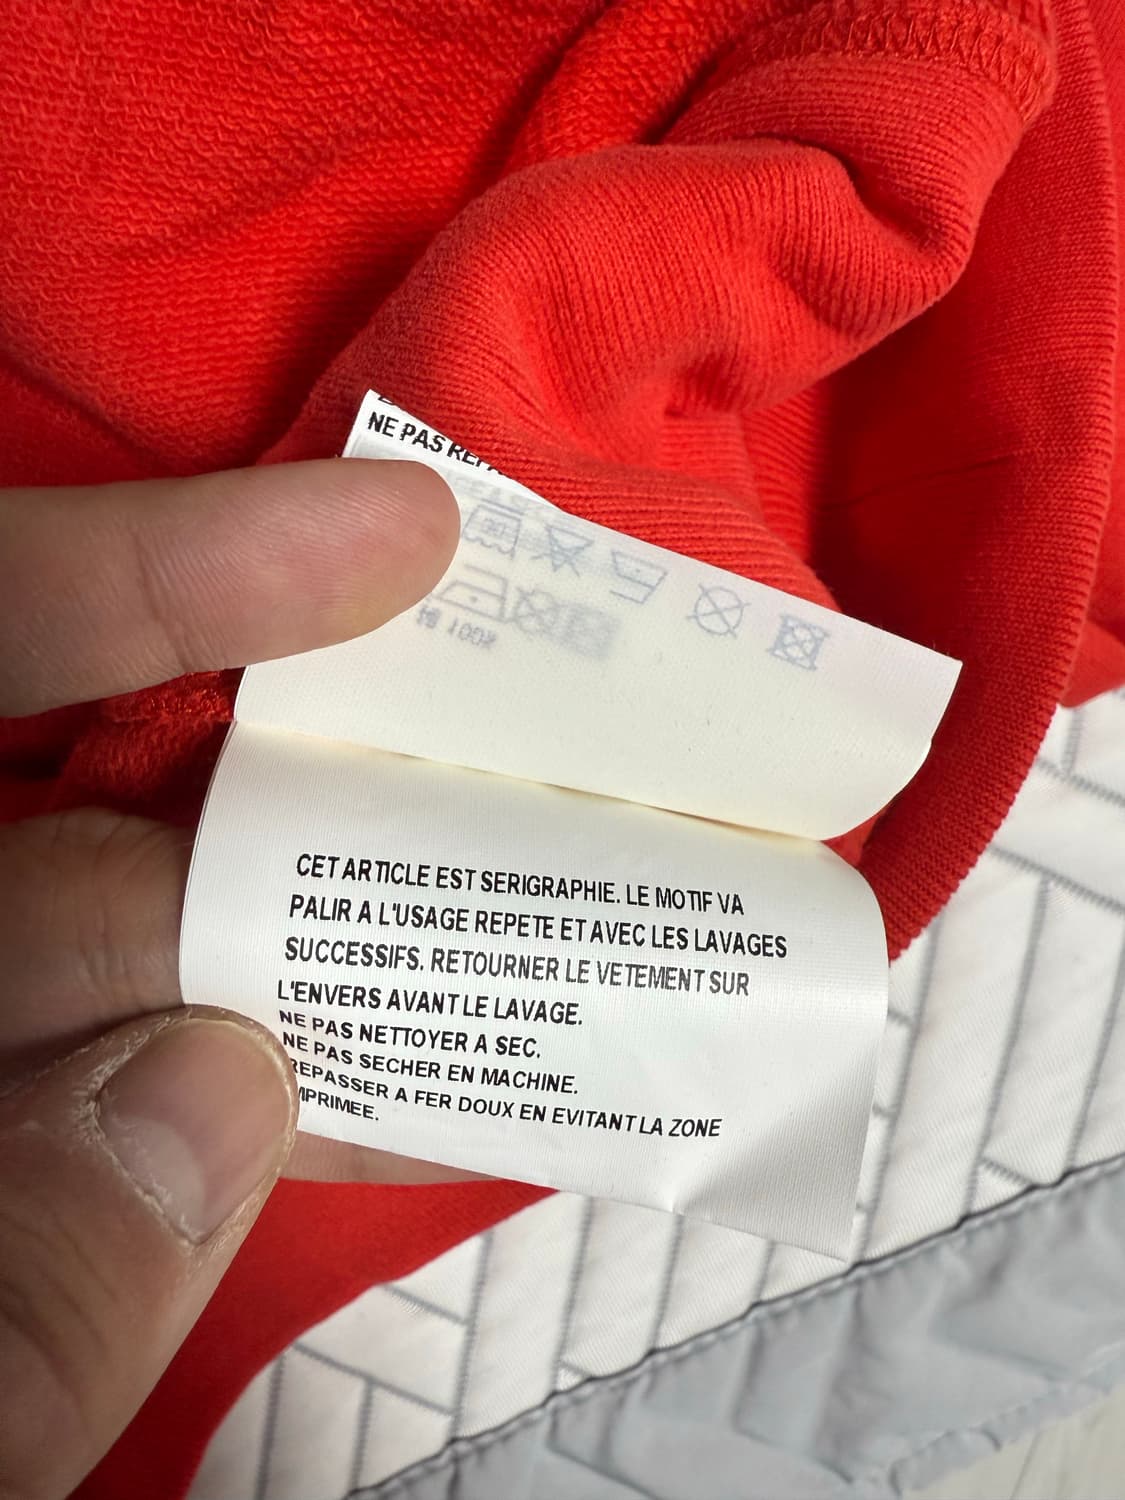 NE PAS
CET ARTICLE EST SERIGRAPHIE. LE MOTIF VA
PALIR A L'USAGE REPETE ET AVEC LES LAVAGES
SUCCESSIFS. RETOURNER LE VETEMENT SUR
L'ENVERS AVANT LE LAVAGE.
NE PAS NETTOYER A SEC.
NE PAS SECHER EN MACHINE.
REPASSER A FER DOUX EN EVITANT LA ZONE
IMPRIMEE.